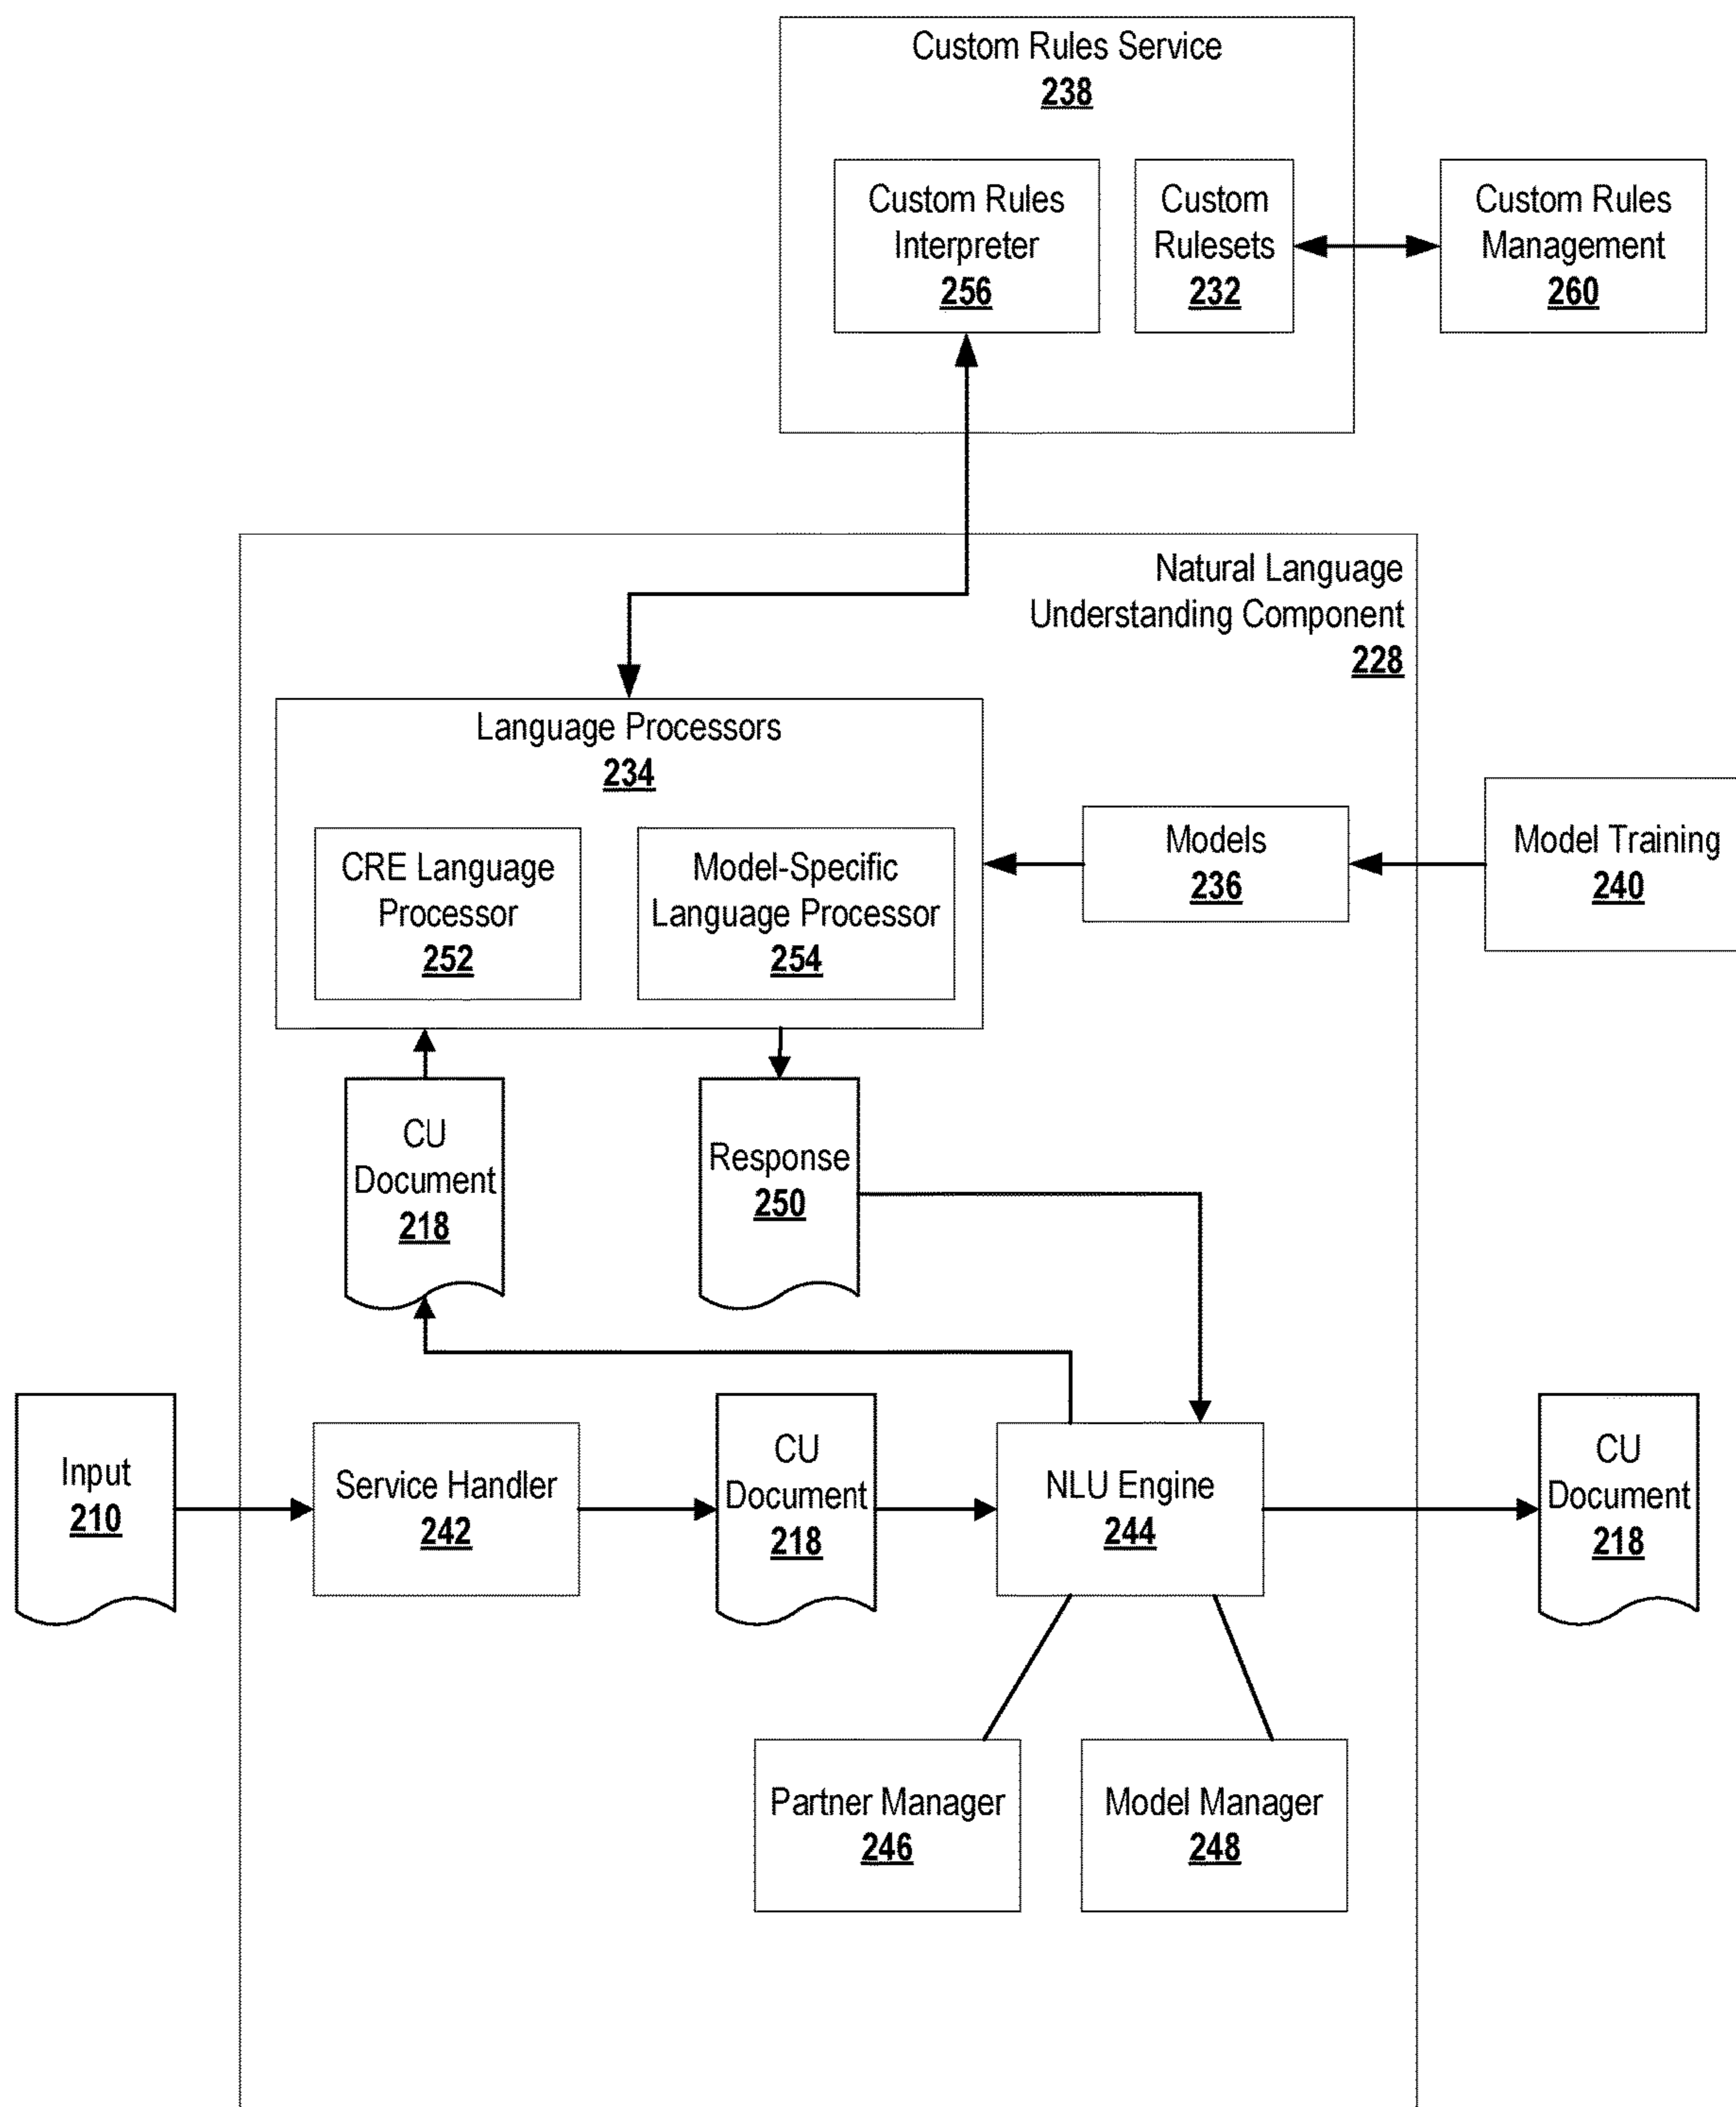 Custom Rules Service
238
Custom Rules
Interpreter
256
Custom
Rulesets
232
Custom Rules
Management
260
Natural Language
Understanding Component
228
Language Processors
234
CRE Language
Processor
252
Model-Specific
Language Processor
254
Models
236
Model Training
240
CU
Document
218
Response
250
Input
210
Service Handler
242
CU
Document
218
NLU Engine
244
CU
Document
218
Partner Manager
246
Model Manager
248